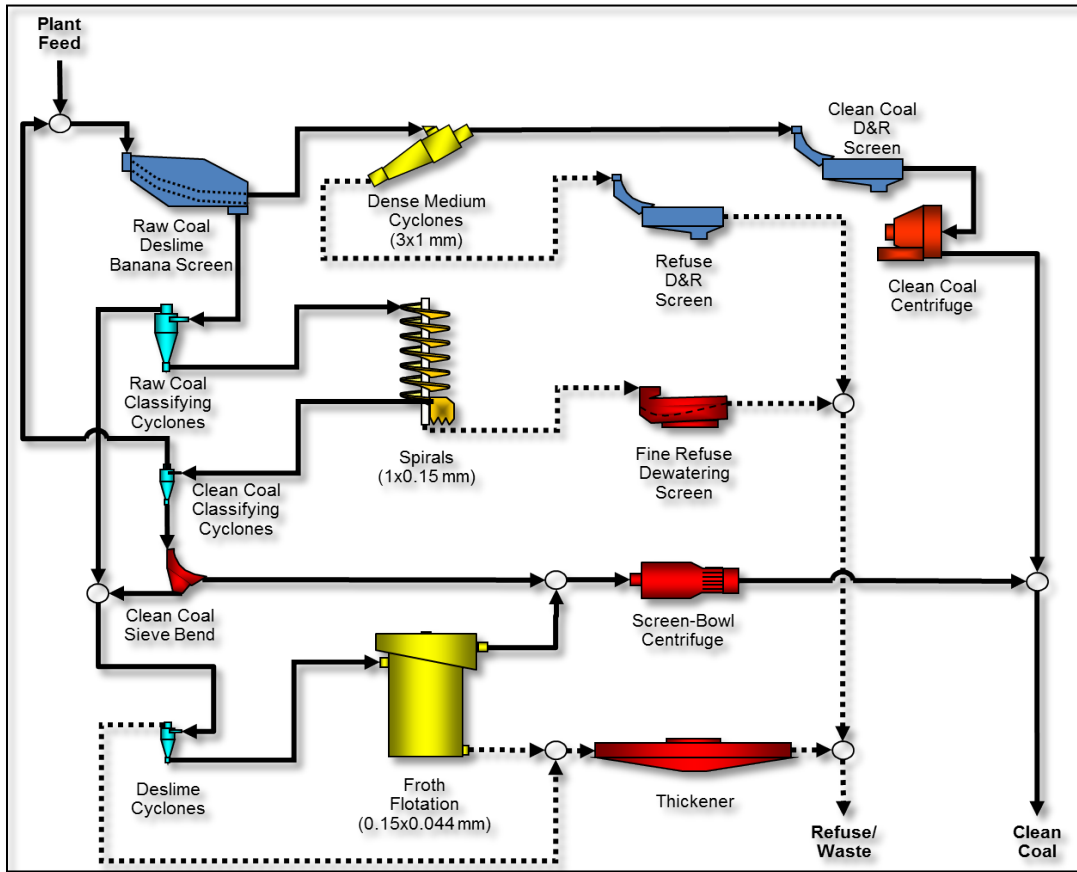 Plant
Feed
Clean Coal
D&R
Screen
Raw Coal
Deslime
Banana Screen
Dense Medium
Cyclones
(3x1 mm)
Refuse
D&R
Screen
Clean Coal
Centrifuge
Raw Coal
Classifying
Cyclones
Spirals
(1x0.15 mm)
Fine Refuse
Dewatering
Screen
Clean Coal
Classifying
Cyclones
Clean Coal
Sieve Bend
Screen-Bowl
Centrifuge
Deslime
Cyclones
Froth
Flotation
(0.15x0.044 mm)
Thickener
Refuse/
Waste
Clean
Coal